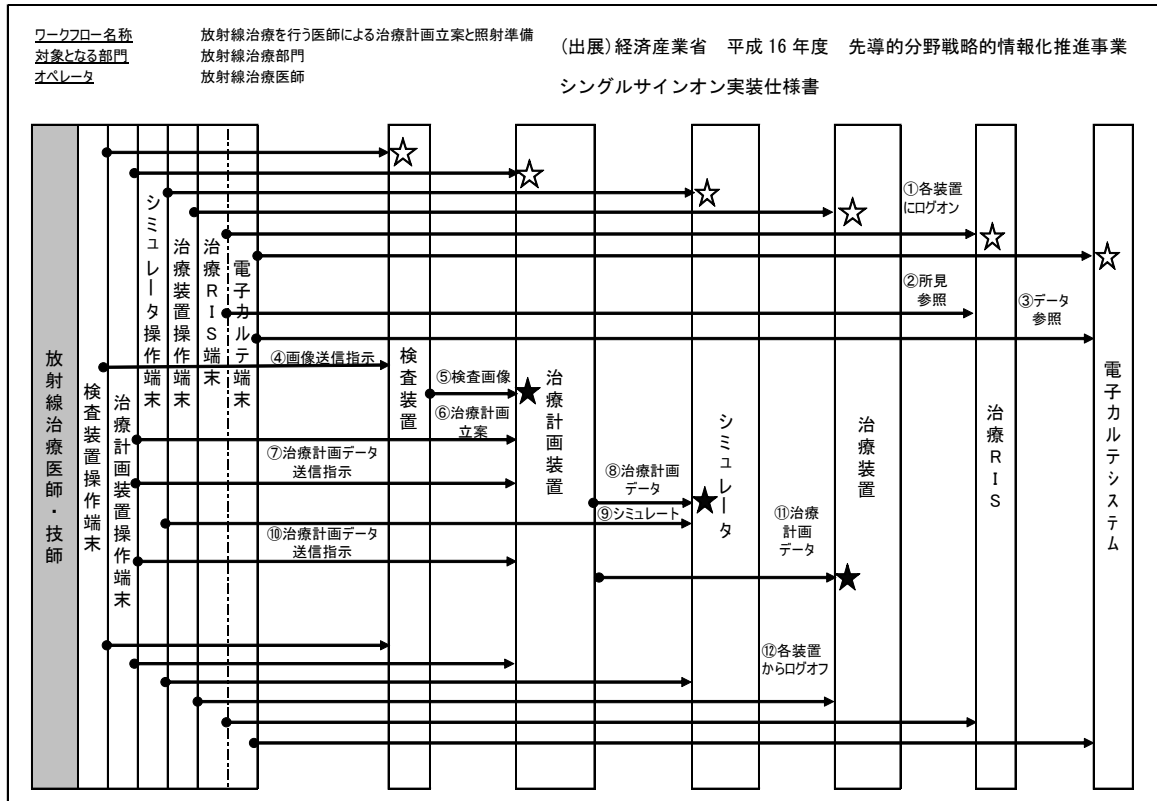 ワークフロー名称 放射線治療を行う医師による治療計画立案と照射準備
対象となる部門 放射線治療部門
オペレータ 放射線治療医師
(出展)経済産業省 平成16年度 先導的分野戦略的情報化推進事業
シングルサインオン実装仕様書
放射線治療医師・技師
検査装置操作端末
治療計画装置操作端末
シミュレータ操作端末
治療装置操作端末
治療RIS端末
電子カルテ端末
検査装置
治療計画装置
シミュレータ
治療装置
治療RIS
電子カルテシステム
①各装置
にログオン
②所見
参照
③データ
参照
④画像送信指示
⑤検査画像
⑥治療計画
立案
⑦治療計画データ
送信指示
⑧治療計画
データ
⑨シミュレート
⑩治療計画データ
送信指示
⑪治療
計画
データ
⑫各装置
からログオフ